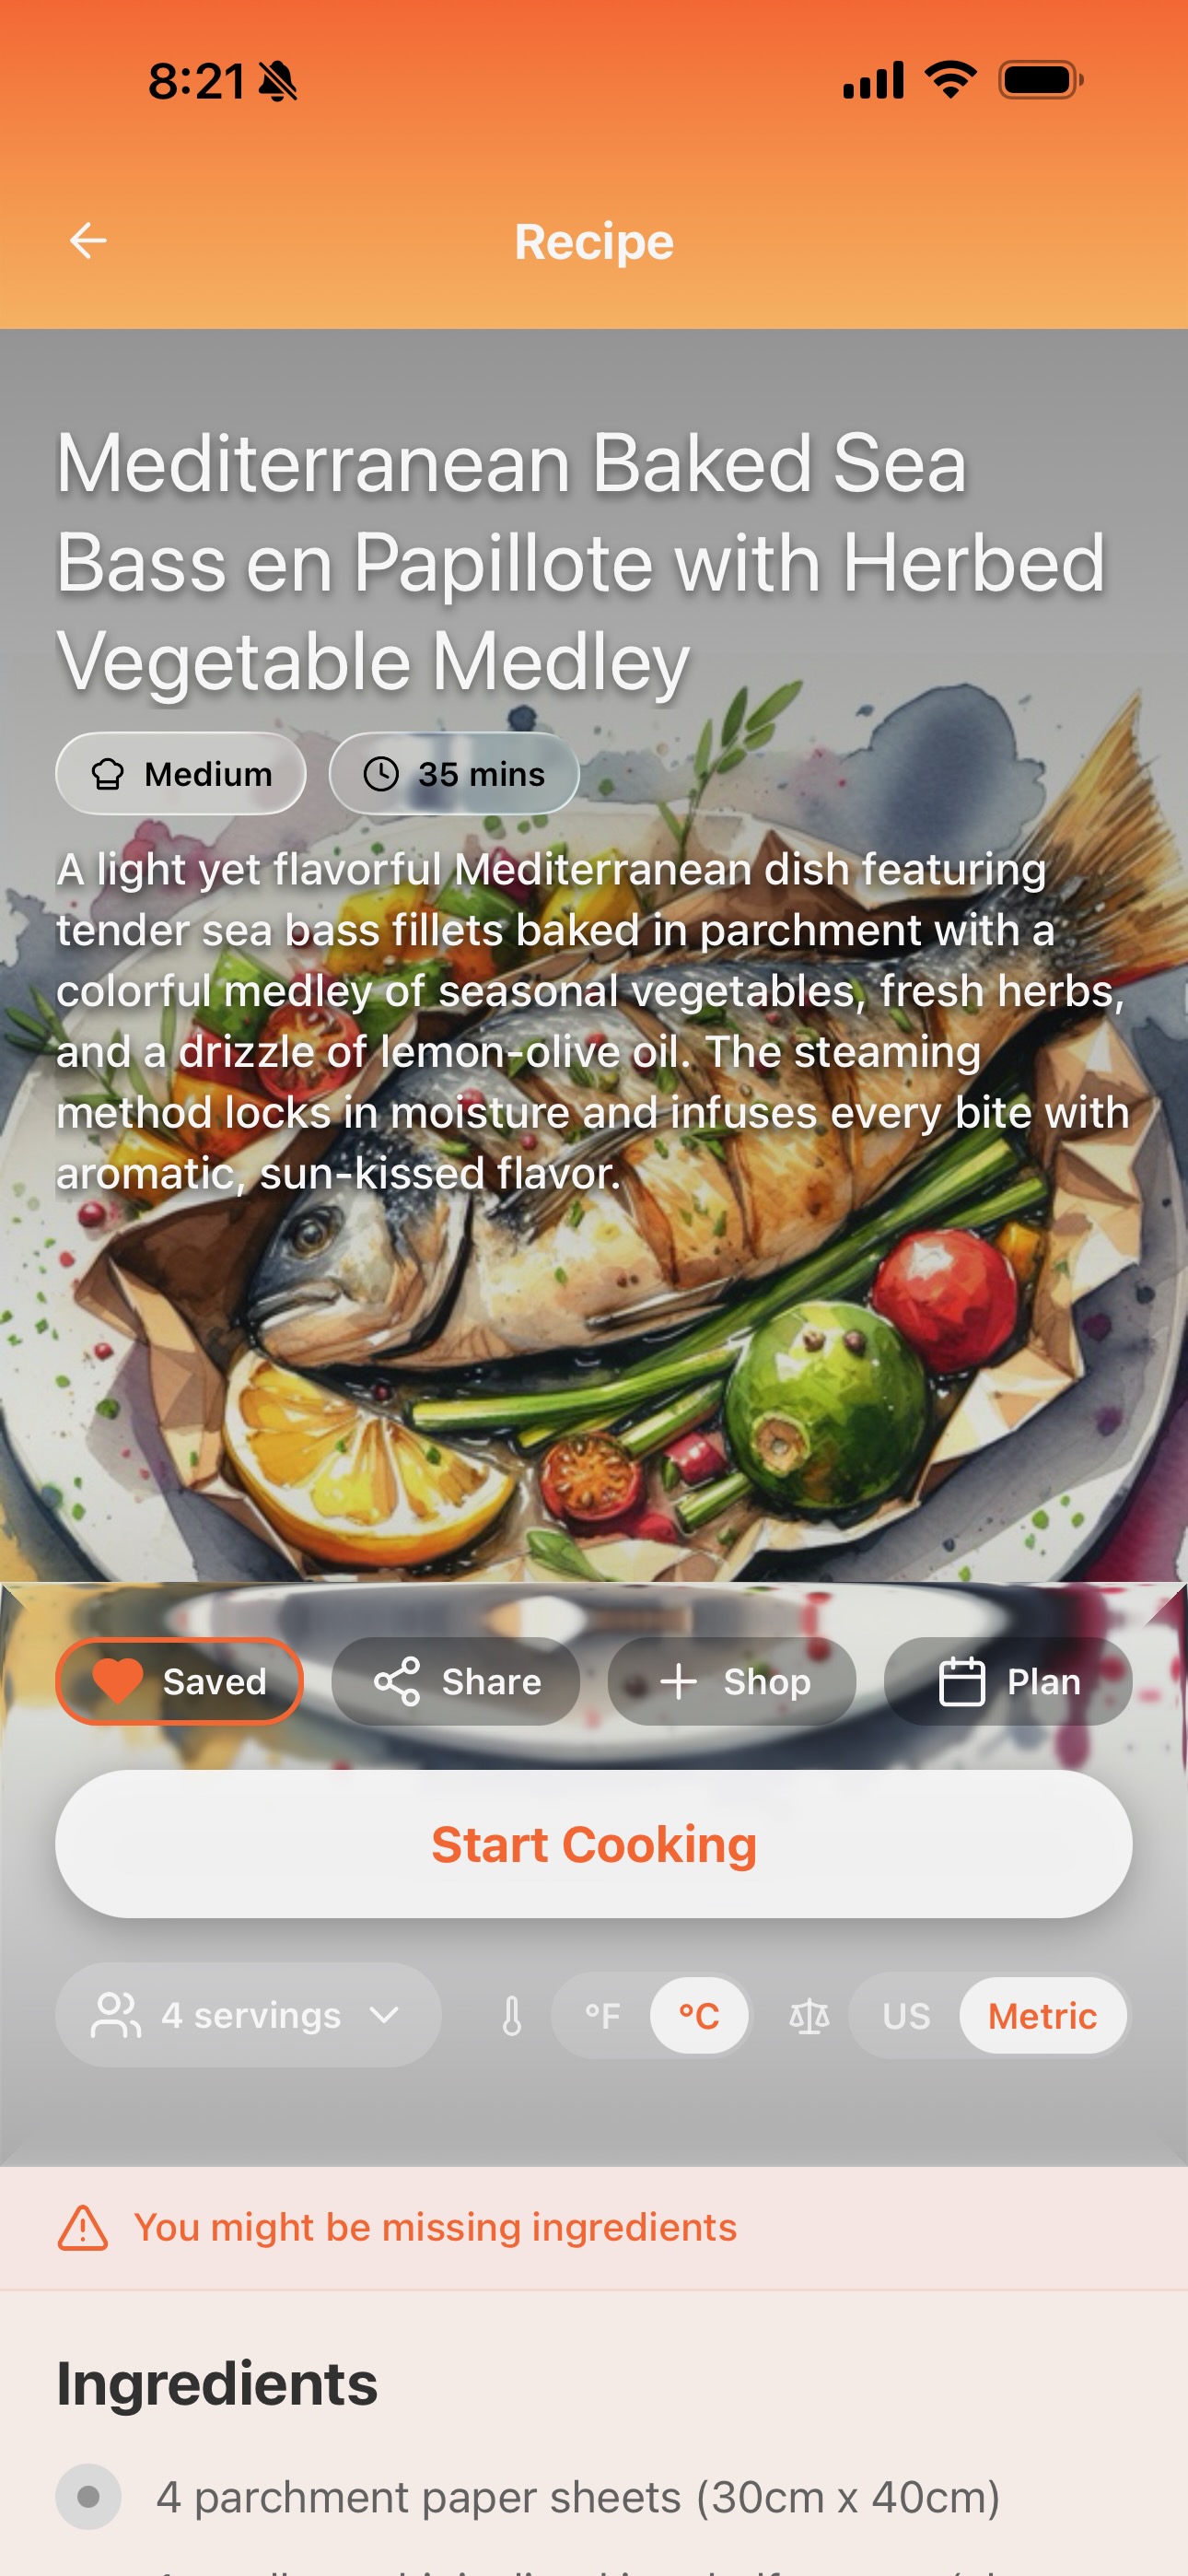 8:21
Recipe
Mediterranean Baked Sea
Bass en Papillote with Herbed
Vegetable Medley
Medium
35 mins
A light yet flavorful Mediterranean dish featuring
tender sea bass fillets baked in parchment with a
colorful medley of seasonal vegetables, fresh herbs,
and a drizzle of lemon-olive oil. The steaming
method locks in moisture and infuses every bite with
aromatic, sun-kissed flavor.
Saved
Share
Shop
Plan
Start Cooking
4 servings
°F
°C
US
Metric
You might be missing ingredients
Ingredients
4 parchment paper sheets (30cm x 40cm)